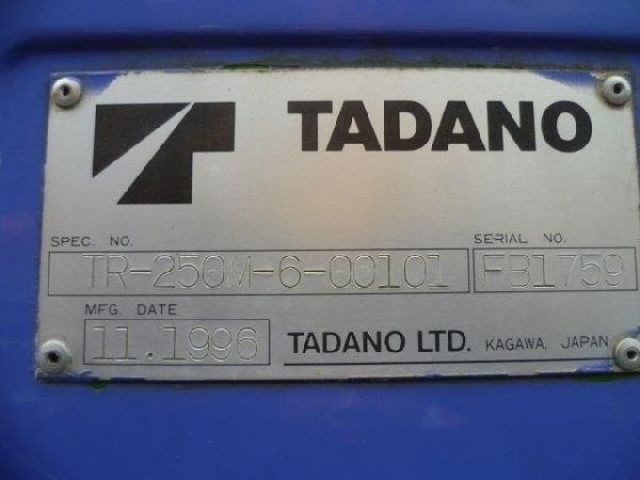 TADANO
SPEC. NO. SERIAL NO.
TR-250M-6-00101 FB1759
MFG. DATE
11.1996 TADANO LTD. KAGAWA, JAPAN